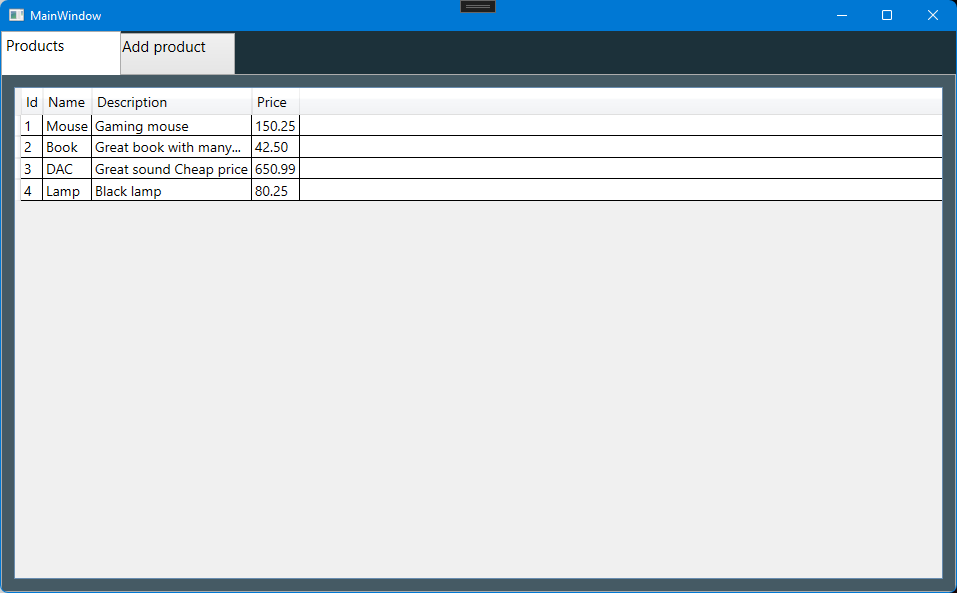 MainWindow
Products Add product
Id Name Description Price
1 Mouse Gaming mouse 150.25
2 Book Great book with many... 42.50
3 DAC Great sound Cheap price 650.99
4 Lamp Black lamp 80.25